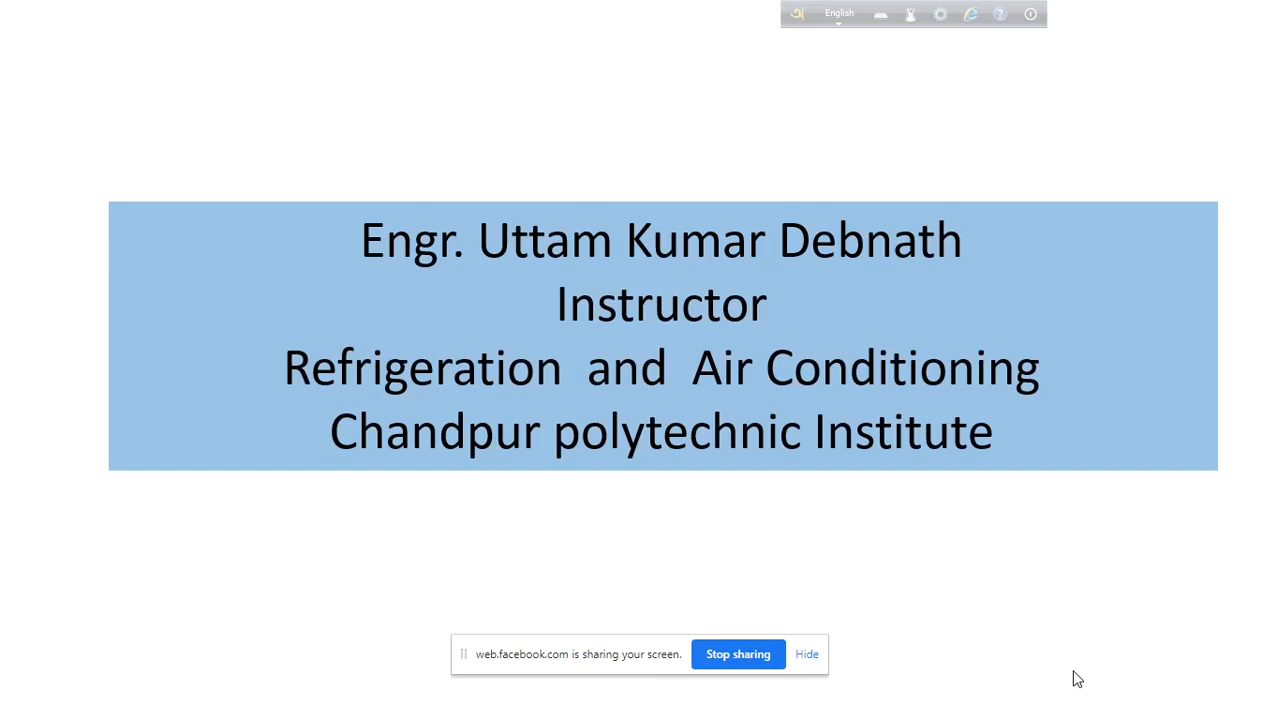 অ English
Engr. Uttam Kumar Debnath
Instructor
Refrigeration and Air Conditioning
Chandpur polytechnic Institute
web.facebook.com is sharing your screen. Stop sharing Hide